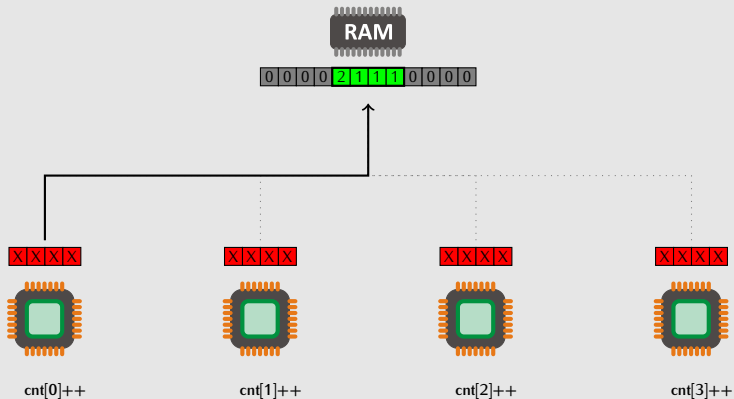 RAM
0 0 0 0 2 1 1 1 0 0 0 0
X X X X X X X X X X X X X X X X
cnt[0]++ cnt[1]++ cnt[2]++ cnt[3]++